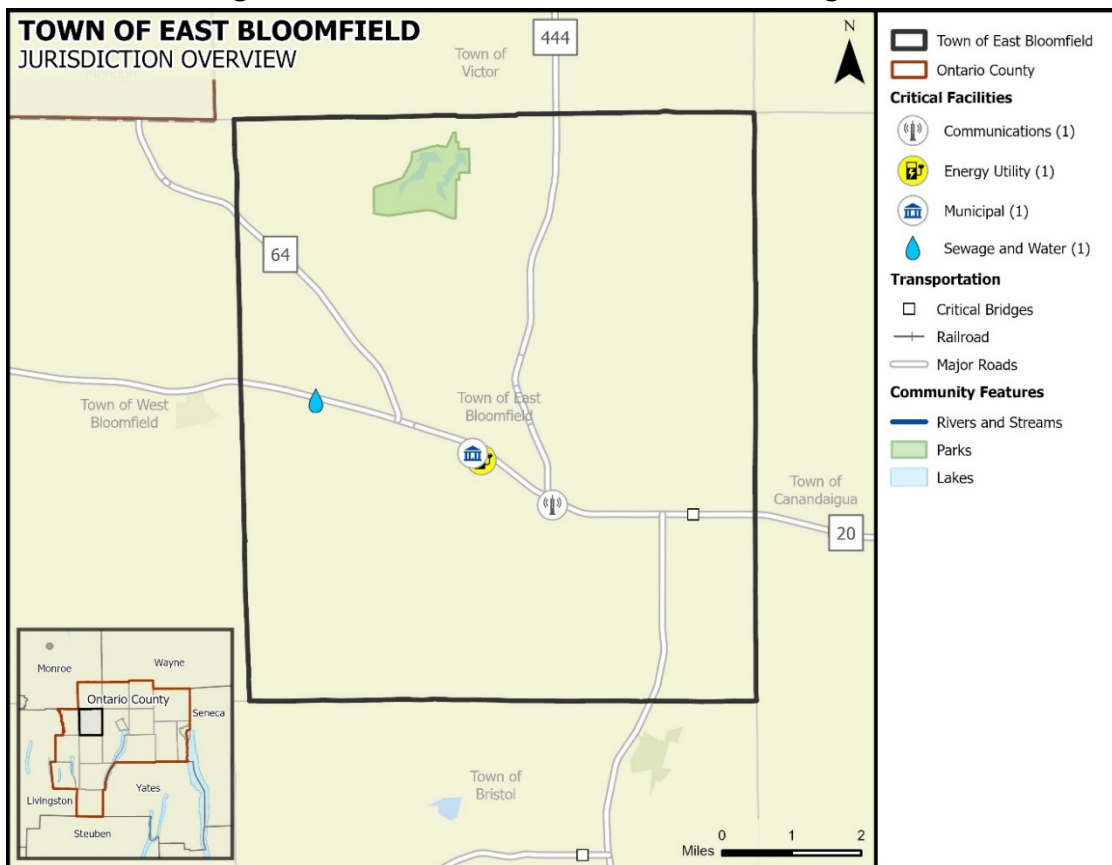 TOWN OF EAST BLOOMFIELD
JURISDICTION OVERVIEW
Mendon
Town of
Victor
444
N
64
Town of West
Bloomfield
Town of East
Bloomfield
Town of
Canandaigua
20
Town of
Bristol
Monroe
Wayne
Ontario County
Seneca
Livingston
Yates
Steuben
0 1 2
Miles
Town of East Bloomfield
Ontario County
Critical Facilities
Communications (1)
Energy Utility (1)
Municipal (1)
Sewage and Water (1)
Transportation
Critical Bridges
Railroad
Major Roads
Community Features
Rivers and Streams
Parks
Lakes